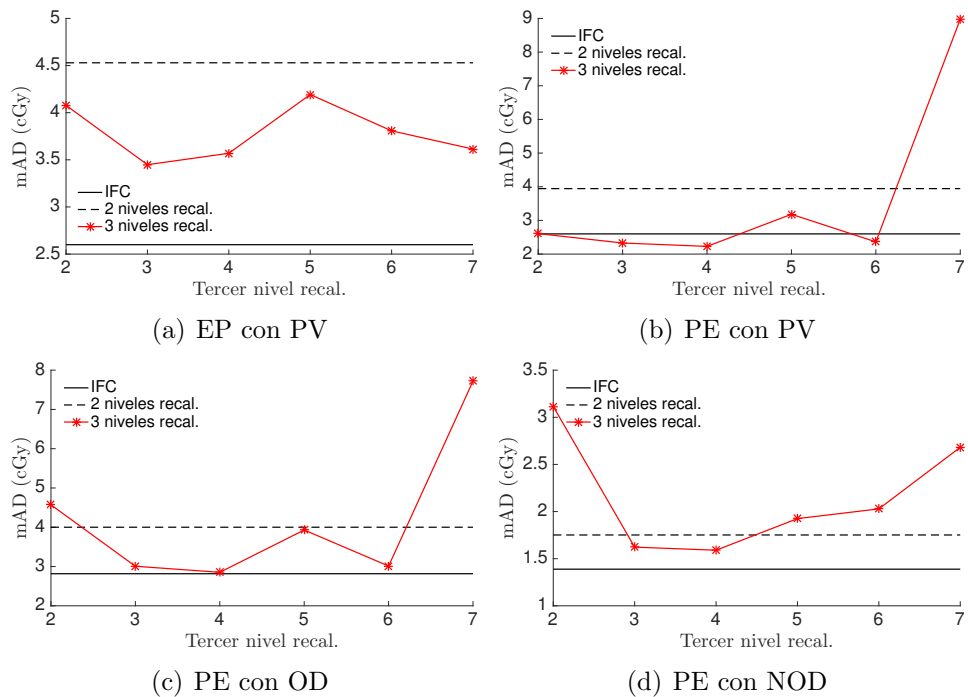 5
4.5
4
3.5
3
2.5
mAD (cGy)
IFC
2 niveles recal.
3 niveles recal.
2 3 4 5 6 7
Tercer nivel recal.
(a) EP con PV
9
8
7
6
5
4
3
2
mAD (cGy)
IFC
2 niveles recal.
3 niveles recal.
2 3 4 5 6 7
Tercer nivel recal.
(b) PE con PV
8
7
6
5
4
3
2
mAD (cGy)
IFC
2 niveles recal.
3 niveles recal.
2 3 4 5 6 7
Tercer nivel recal.
(c) PE con OD
3.5
3
2.5
2
1.5
1
mAD (cGy)
IFC
2 niveles recal.
3 niveles recal.
2 3 4 5 6 7
Tercer nivel recal.
(d) PE con NOD